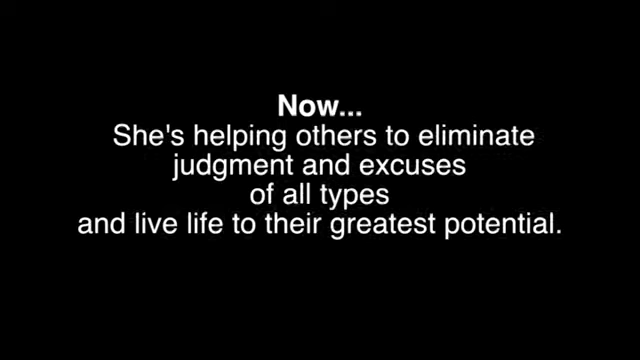 Now...
She's helping others to eliminate
judgment and excuses
of all types
and live life to their greatest potential.